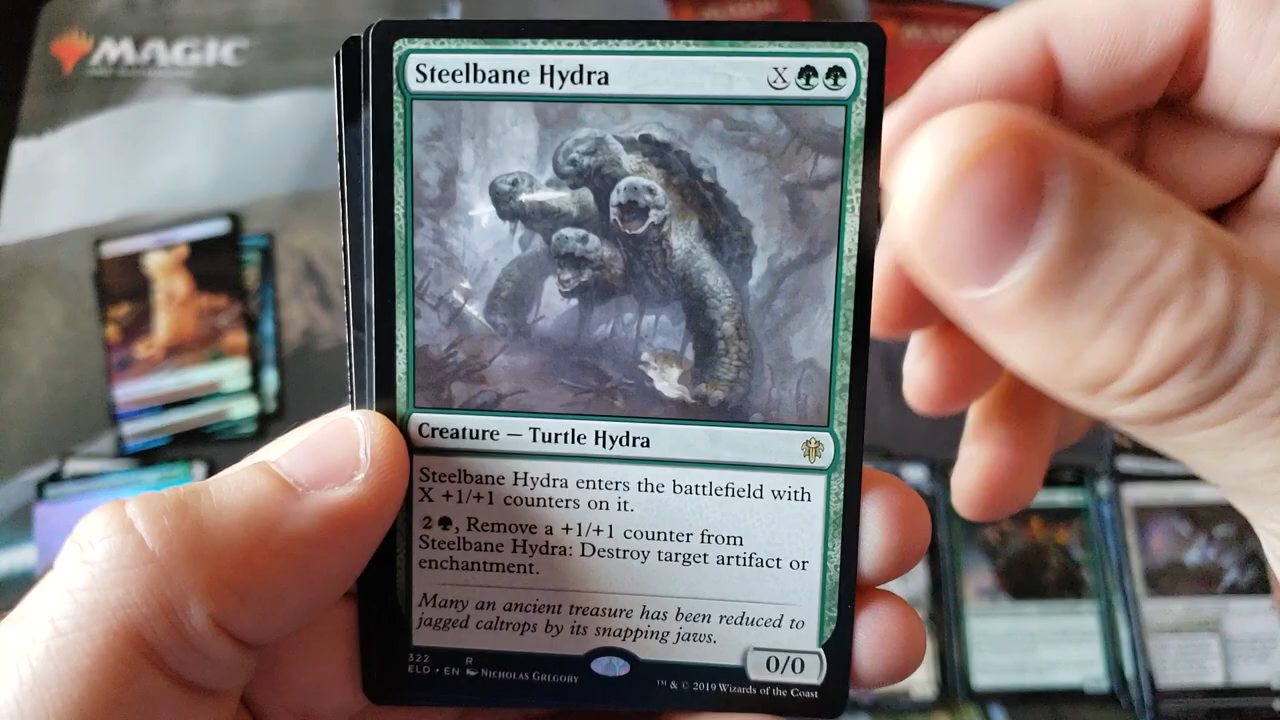 MAGIC
Steelbane Hydra X
Creature — Turtle Hydra
Steelbane Hydra enters the battlefield with
X +1/+1 counters on it.
2, Remove a +1/+1 counter from
Steelbane Hydra: Destroy target artifact or
enchantment.
Many an ancient treasure has been reduced to
jagged caltrops by its snapping jaws.
0/0
322 R
ELD • EN NICHOLAS GREGORY
™ & © 2019 Wizards of the Coast